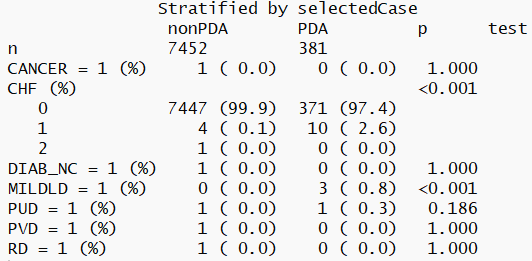 Stratified by selectedCase
nonPDA PDA p test
n 7452 381
CANCER = 1 (%) 1 ( 0.0) 0 ( 0.0) 1.000
CHF (%) <0.001
0 7447 (99.9) 371 (97.4)
1 4 ( 0.1) 10 ( 2.6)
2 1 ( 0.0) 0 ( 0.0)
DIAB_NC = 1 (%) 1 ( 0.0) 0 ( 0.0) 1.000
MILDLD = 1 (%) 0 ( 0.0) 3 ( 0.8) <0.001
PUD = 1 (%) 1 ( 0.0) 1 ( 0.3) 0.186
PVD = 1 (%) 1 ( 0.0) 0 ( 0.0) 1.000
RD = 1 (%) 1 ( 0.0) 0 ( 0.0) 1.000